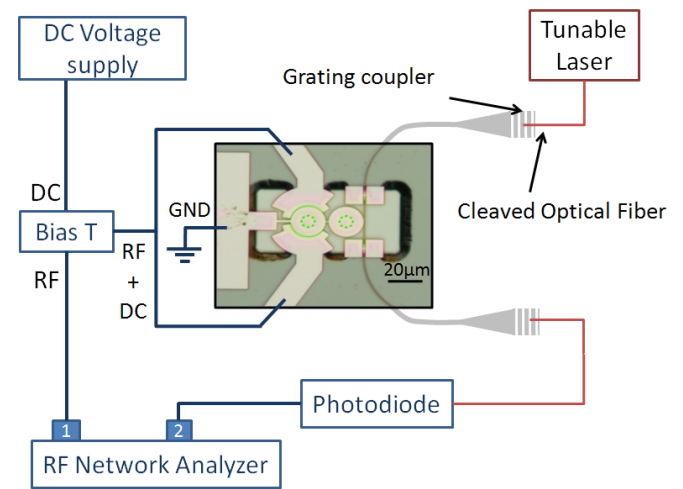 DC Voltage
supply
Tunable
Laser
Grating coupler
DC
GND
Cleaved Optical Fiber
Bias T
RF
RF
+
DC
20µm
Photodiode
1
2
RF Network Analyzer